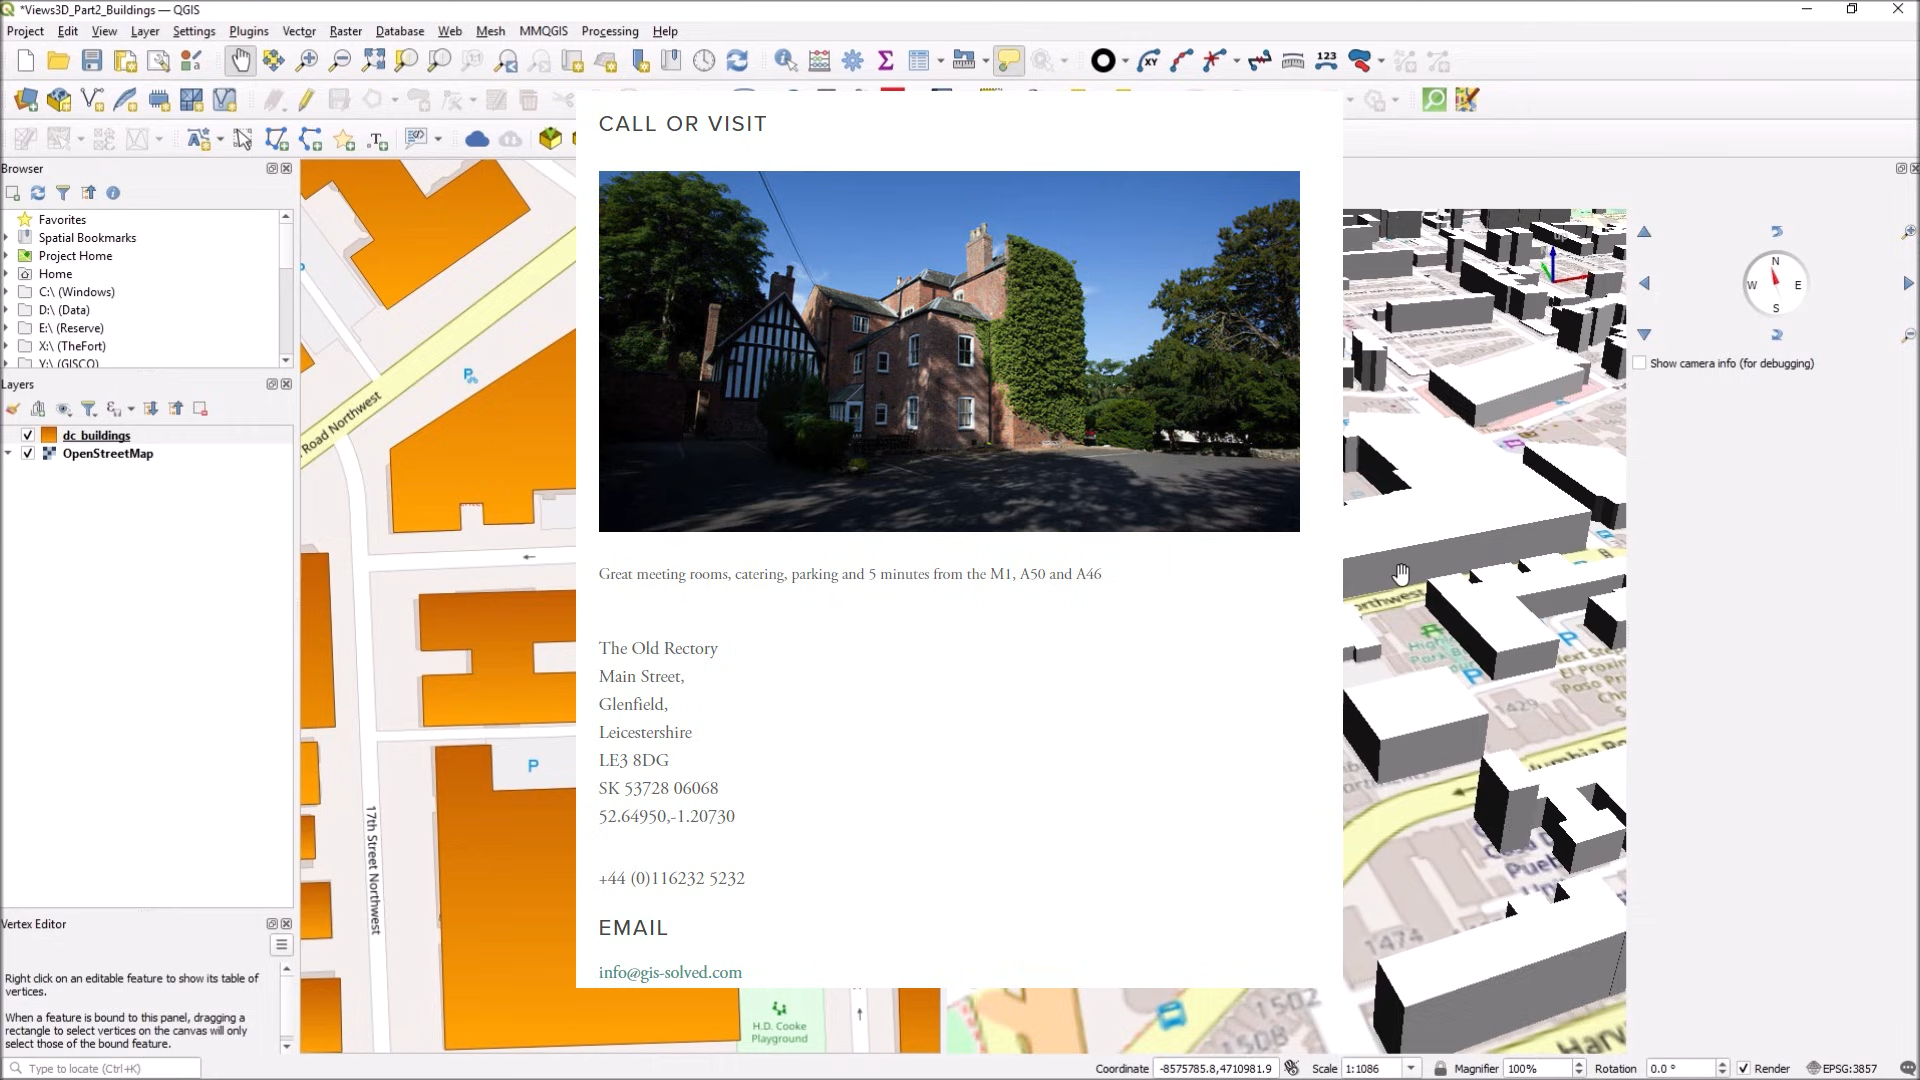 *Views3D_Part2_Buildings — QGIS
Project Edit View Layer Settings Plugins Vector Raster Database Web Mesh MMQGIS Processing Help
XY
123
Browser
Favorites
Spatial Bookmarks
Project Home
Home
C:\ (Windows)
D:\ (Data)
E:\ (Reserve)
X:\ (TheFort)
Y:\ (GISCO)
Layers
dc_buildings
OpenStreetMap
Vertex Editor
Right click on an editable feature to show its table of
vertices.
When a feature is bound to this panel, dragging a
rectangle to select vertices on the canvas will only
select those of the bound feature.
Road Northwest
P
17th Street Northwest
P
H.D. Cooke
Playground
CALL OR VISIT
Great meeting rooms, catering, parking and 5 minutes from the M1, A50 and A46
The Old Rectory
Main Street,
Glenfield,
Leicestershire
LE3 8DG
SK 53728 06068
52.64950,-1.20730
+44 (0)116232 5232
EMAIL
info@gis-solved.com
1502
1508
P
P
1429
1474
N
W E
S
Show camera info (for debugging)
Type to locate (Ctrl+K)
Coordinate -8575785.8,4710981.9 Scale 1:1086 Magnifier 100% Rotation 0.0 ° Render EPSG:3857